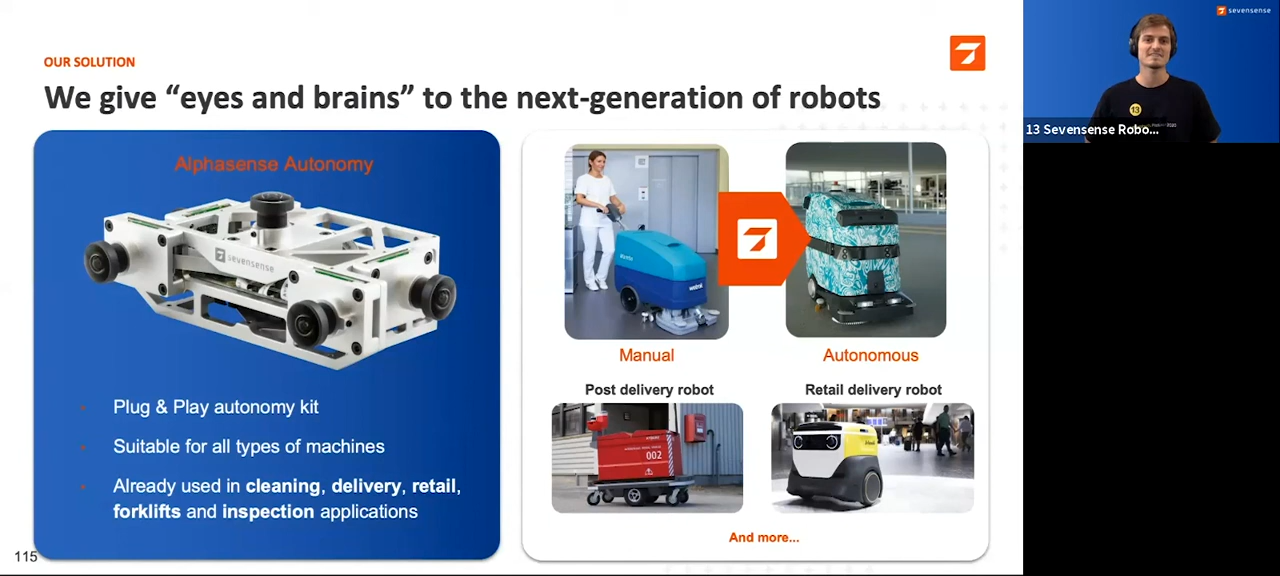 OUR SOLUTION
We give “eyes and brains” to the next-generation of robots
Alphasense Autonomy
sevensense
Plug & Play autonomy kit
Suitable for all types of machines
Already used in cleaning, delivery, retail,
forklifts and inspection applications
115
Manual
Autonomous
Post delivery robot
Retail delivery robot
002
And more...
sevensense
13
13 Sevensense Robo...